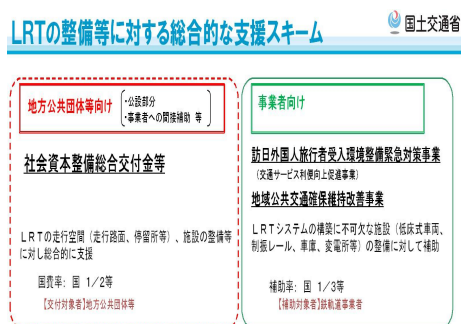 LRTの整備等に対する総合的な支援スキーム
国土交通省
地方公共団体等向け
・公設部分
・事業者への間接補助 等
社会資本整備総合交付金等
LRTの走行空間（走行路面、停留所等）、施設の整備等
に対し総合的に支援
国費率：国 1／2等
【交付対象者】地方公共団体等
事業者向け
訪日外国人旅行者受入環境整備緊急対策事業
（交通サービス利便向上促進事業）
地域公共交通確保維持改善事業
LRTシステムの構築に不可欠な施設（低床式車両、
制振レール、車庫、変電所等）の整備に対して補助
補助率：国 1／3等
【補助対象者】鉄軌道事業者